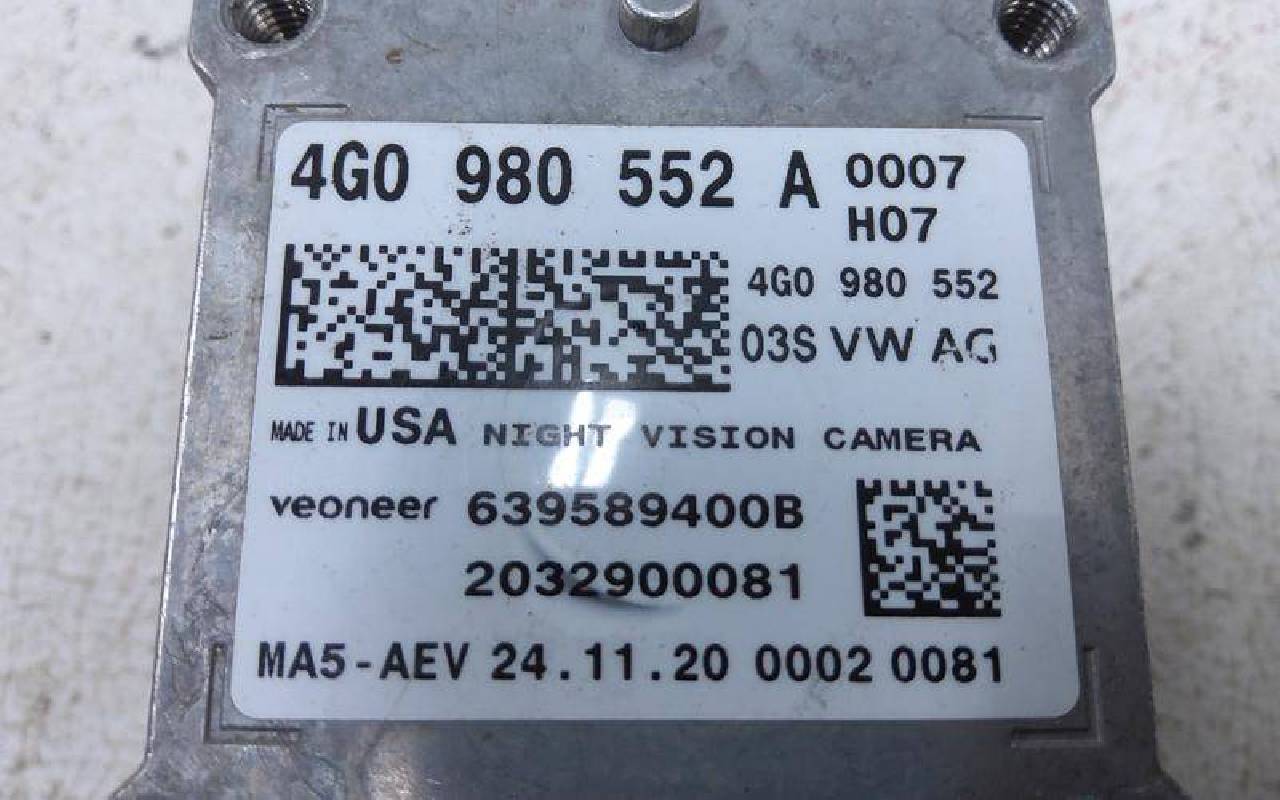 4G0 980 552 A 0007
H07
4G0 980 552
03S VW AG
MADE IN USA NIGHT VISION CAMERA
veoneer 639589400B
2032900081
MA5-AEV 24.11.20 0002 0081